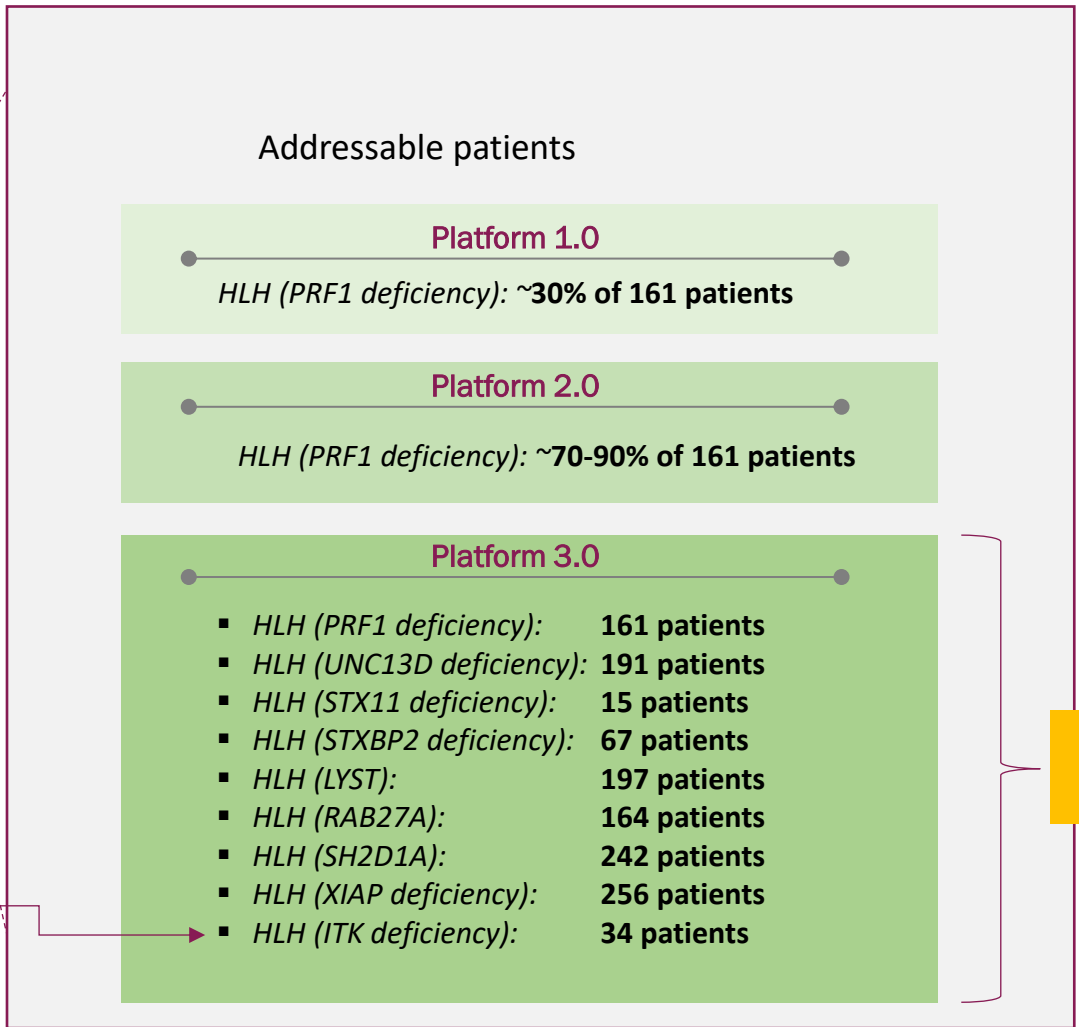 Addressable patients
Platform 1.0
HLH (PRF1 deficiency): ~30% of 161 patients
Platform 2.0
HLH (PRF1 deficiency): ~70-90% of 161 patients
Platform 3.0
▪ HLH (PRF1 deficiency): 161 patients
▪ HLH (UNC13D deficiency): 191 patients
▪ HLH (STX11 deficiency): 15 patients
▪ HLH (STXBP2 deficiency): 67 patients
▪ HLH (LYST): 197 patients
▪ HLH (RAB27A): 164 patients
▪ HLH (SH2D1A): 242 patients
▪ HLH (XIAP deficiency): 256 patients
▪ HLH (ITK deficiency): 34 patients